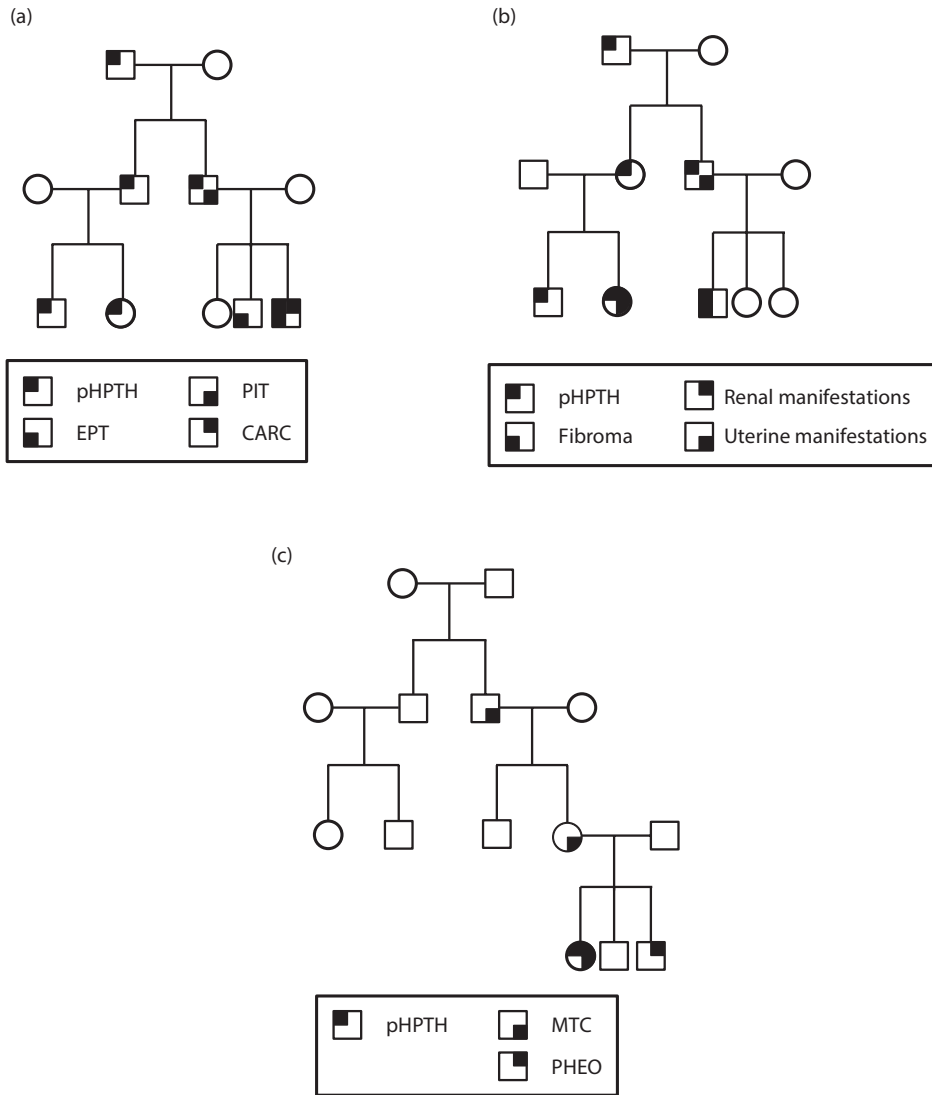 (a)
pHPTH
PIT
EPT
CARC
(b)
pHPTH
Renal manifestations
Fibroma
Uterine manifestations
(c)
pHPTH
MTC
PHEO